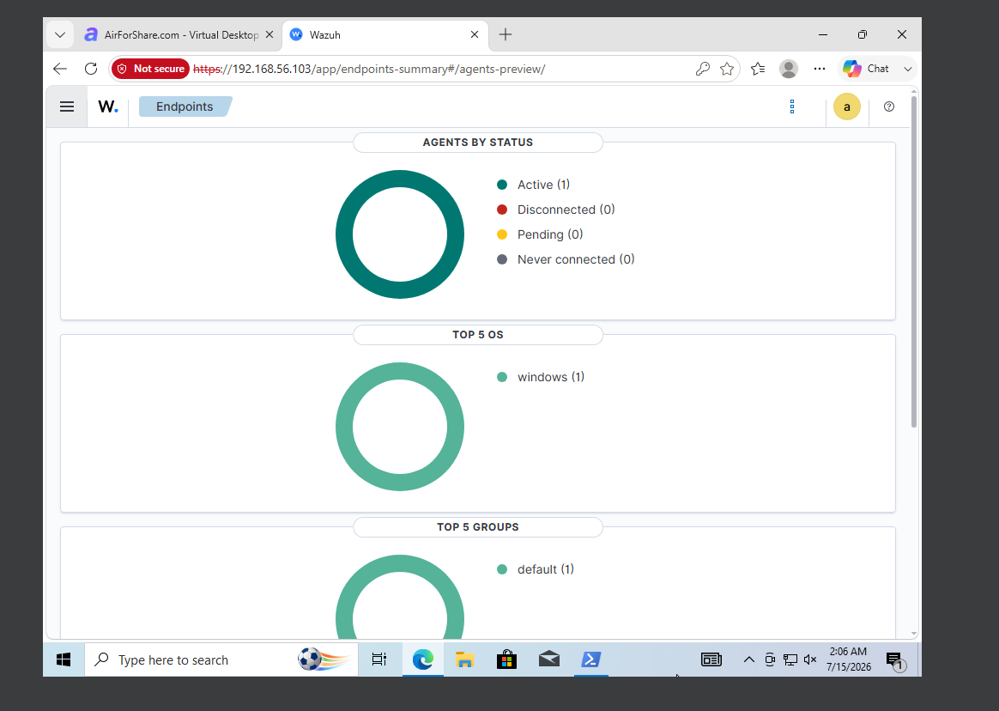 AirForShare.com - Virtual Desktop
Wazuh
Not secure https://192.168.56.103/app/endpoints-summary#/agents-preview/
Chat
W. Endpoints
a
AGENTS BY STATUS
Active (1)
Disconnected (0)
Pending (0)
Never connected (0)
TOP 5 OS
windows (1)
TOP 5 GROUPS
default (1)
Type here to search
2:06 AM
7/15/2026
1